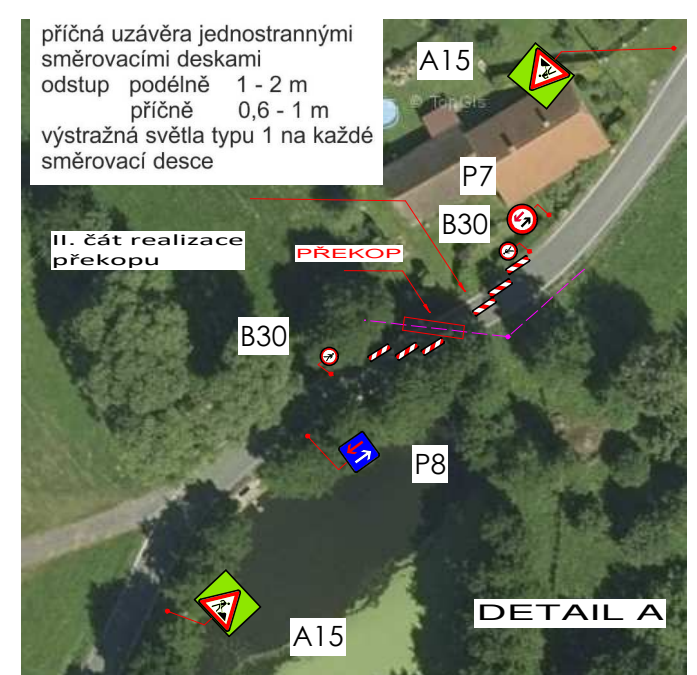 příčná uzávěra jednostrannými
směrovacími deskami
odstup podélně 1 - 2 m
příčně 0,6 - 1 m
výstražná světla typu 1 na každé
směrovací desce
A15
© TopGis
P7
B30
II. čát realizace
překopu
PŘEKOP
B30
P8
DETAIL A
A15